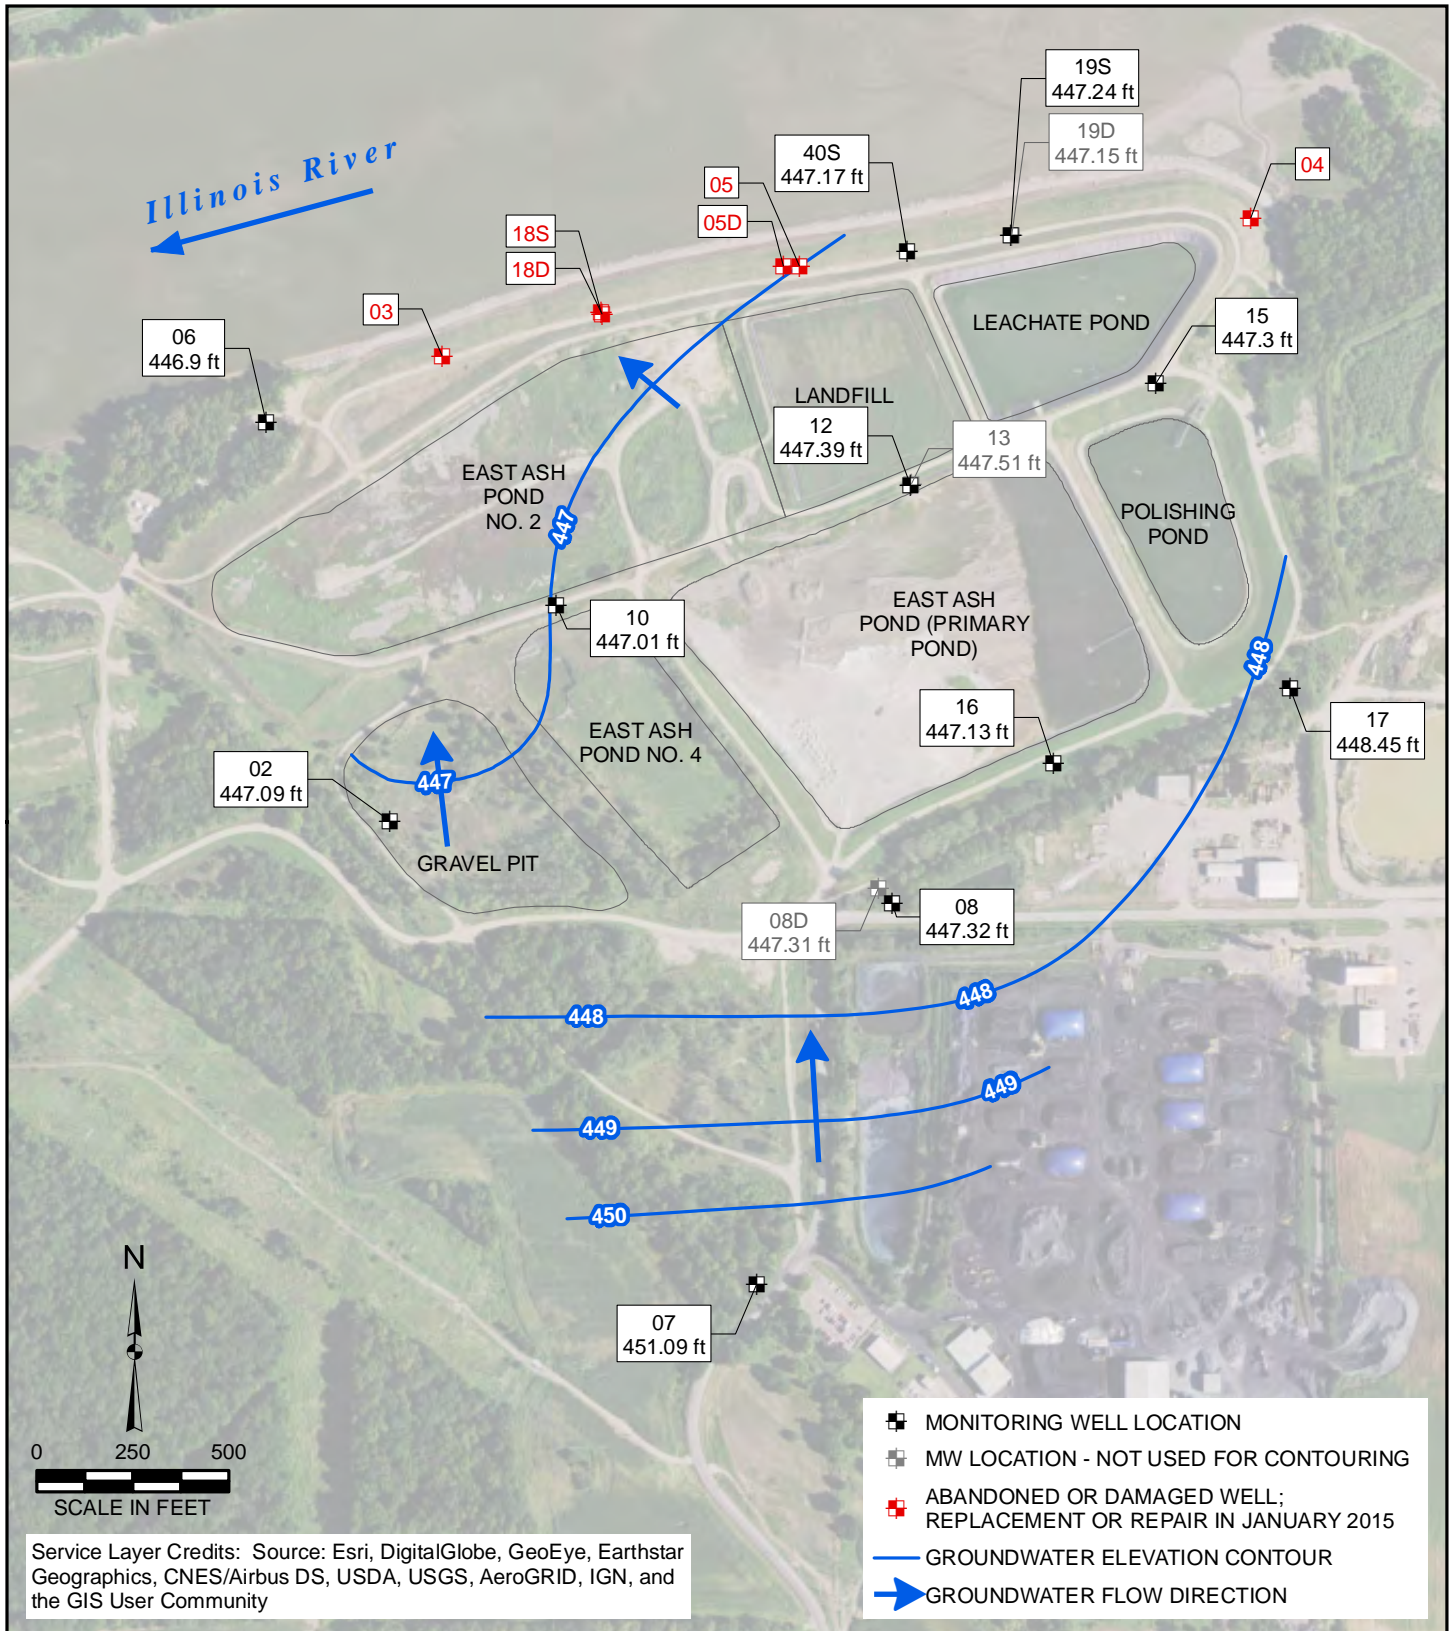 19S
447.24 ft
19D
447.15 ft
40S
447.17 ft
04
05
05D
Illinois River
18S
18D
03
06
446.9 ft
15
447.3 ft
LEACHATE POND
LANDFILL
12
447.39 ft
13
447.51 ft
EAST ASH
POND
NO. 2
447
POLISHING
POND
10
447.01 ft
EAST ASH
POND (PRIMARY
POND)
448
16
447.13 ft
17
448.45 ft
EAST ASH
POND NO. 4
02
447.09 ft
447
GRAVEL PIT
08D
447.31 ft
08
447.32 ft
448
448
449
449
450
07
451.09 ft
N
0 250 500
SCALE IN FEET
MONITORING WELL LOCATION
MW LOCATION - NOT USED FOR CONTOURING
ABANDONED OR DAMAGED WELL;
REPLACEMENT OR REPAIR IN JANUARY 2015
GROUNDWATER ELEVATION CONTOUR
GROUNDWATER FLOW DIRECTION
Service Layer Credits: Source: Esri, DigitalGlobe, GeoEye, Earthstar
Geographics, CNES/Airbus DS, USDA, USGS, AeroGRID, IGN, and
the GIS User Community